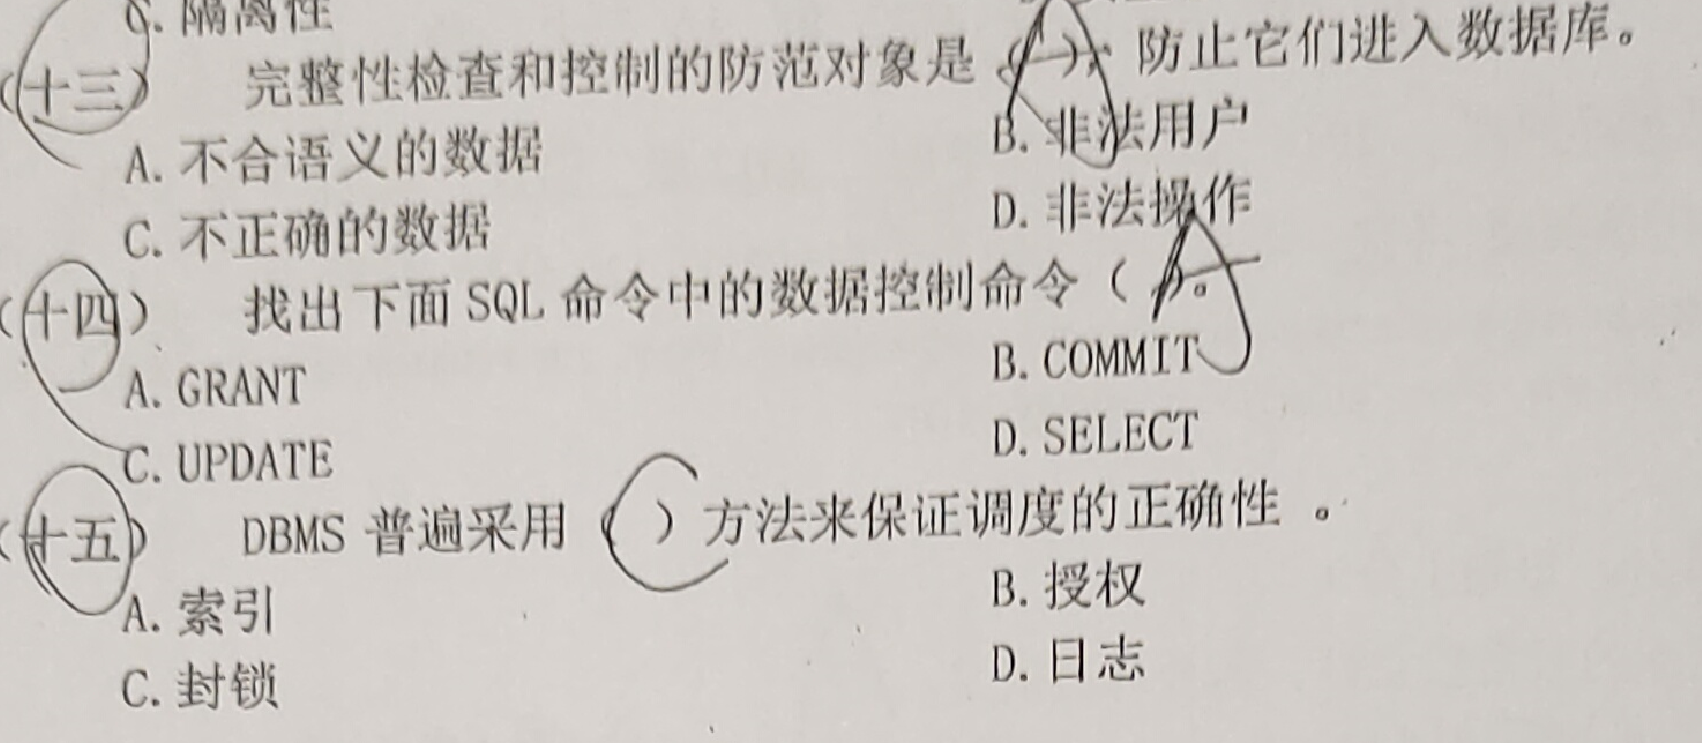 C. 隔离性
(十三) 完整性检查和控制的防范对象是( A ),防止它们进入数据库。
A. 不合语义的数据 B. 非法用户
C. 不正确的数据 D. 非法操作
(十四) 找出下面 SQL 命令中的数据控制命令( A )。
A. GRANT B. COMMIT
C. UPDATE D. SELECT
(十五) DBMS 普遍采用( C )方法来保证调度的正确性 。
A. 索引 B. 授权
C. 封锁 D. 日志